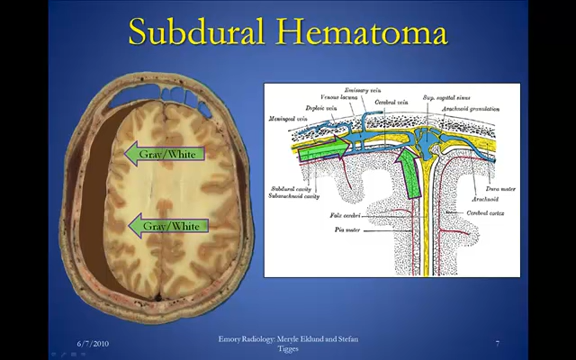 Subdural Hematoma
Gray/White
Gray/White
Emissary vein
Venous lacuna
Cerebral vein
Sup. sagittal sinus
Diploic vein
Arachnoid granulation
Meningeal vein
Subdural cavity
Subarachnoid cavity
Dura mater
Arachnoid
Falx cerebri
Cerebral cortex
Pia mater
6/7/2010
Emory Radiology: Meryle Eklund and Stefan
Tigges
7